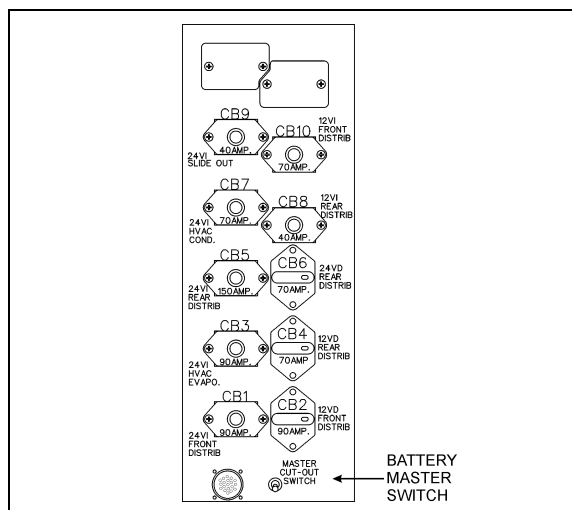 CB9
40AMP.
24VI
SLIDE OUT
12VI
FRONT
DISTRIB
CB10
70AMP.
CB7
70AMP.
24VI
HVAC
COND.
12VI
REAR
DISTRIB
CB8
40AMP.
CB5
150AMP.
24VI
REAR
DISTRIB
CB6
70AMP.
24VD
REAR
DISTRIB
CB3
90AMP.
24VI
HVAC
EVAPO.
CB4
70AMP
12VD
REAR
DISTRIB
CB1
90AMP.
24VI
FRONT
DISTRIB
CB2
90AMP.
12VD
FRONT
DISTRIB
MASTER
CUT-OUT
SWITCH
BATTERY
MASTER
SWITCH